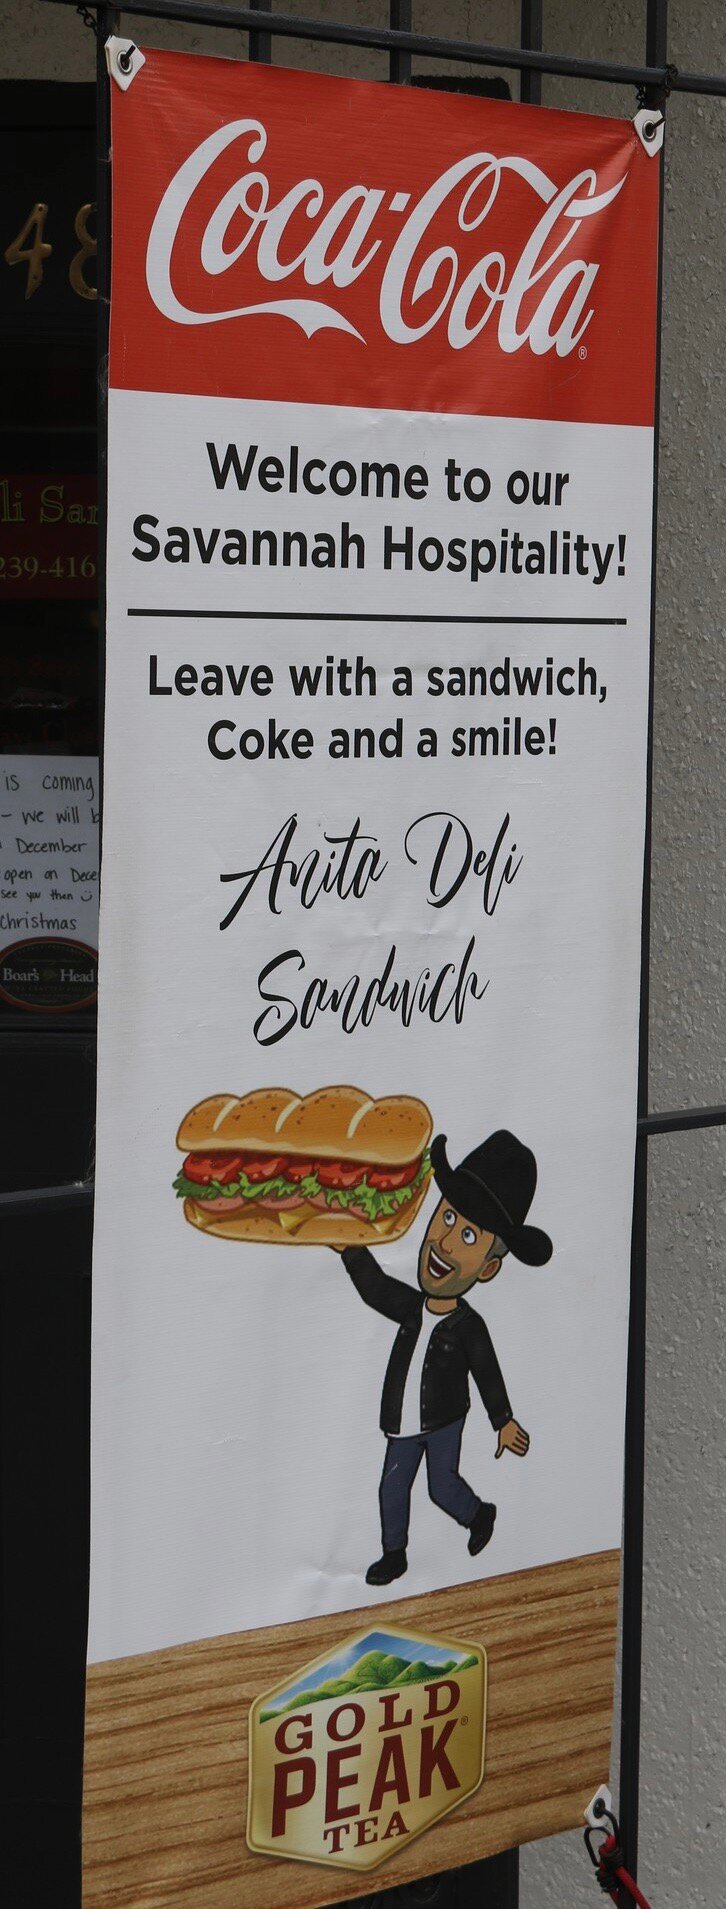 Coca-Cola
®
48
Welcome to our
Savannah Hospitality!
li
239-416
Leave with a sandwich,
Coke and a smile!
is coming
- we will
December
open on
see you then
Christmas
Boar's Head
Anita Deli
Sandwich
GOLD
PEAK®
TEA